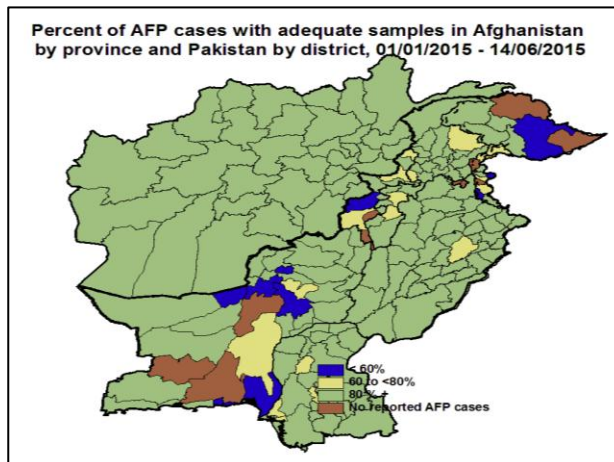 Percent of AFP cases with adequate samples in Afghanistan
by province and Pakistan by district, 01/01/2015 - 14/06/2015
< 60%
60 to <80%
80 % +
No reported AFP cases